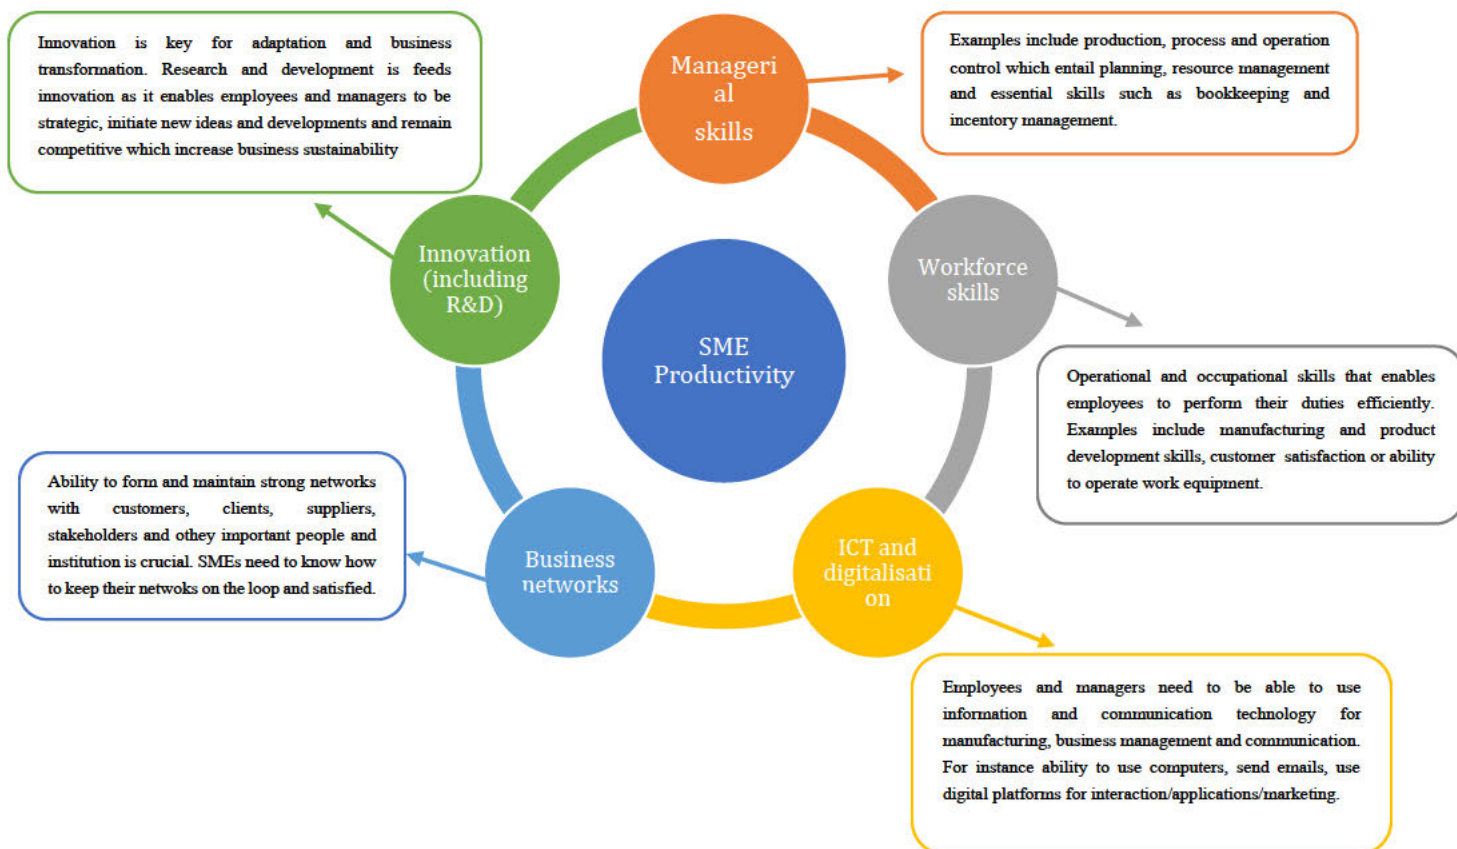 Innovation is key for adaptation and business
transformation. Research and development is feeds
innovation as it enables employees and managers to be
strategic, initiate new ideas and developments and remain
competitive which increase business sustainability
Manageri
al
skills
Examples include production, process and operation
control which entail planning, resource management
and essential skills such as bookkeeping and
incentory management.
Innovation
(including
R&D)
Workforce
skills
SME
Productivity
Operational and occupational skills that enables
employees to perform their duties efficiently.
Examples include manufacturing and product
development skills, customer satisfaction or ability
to operate work equipment.
Ability to form and maintain strong networks
with customers, clients, suppliers,
stakeholders and othey important people and
institution is crucial. SMEs need to know how
to keep their netwoks on the loop and satisfied.
Business
networks
ICT and
digitalisati
on
Employees and managers need to be able to use
information and communication technology for
manufacturing, business management and communication.
For instance ability to use computers, send emails, use
digital platforms for interaction/applications/marketing.